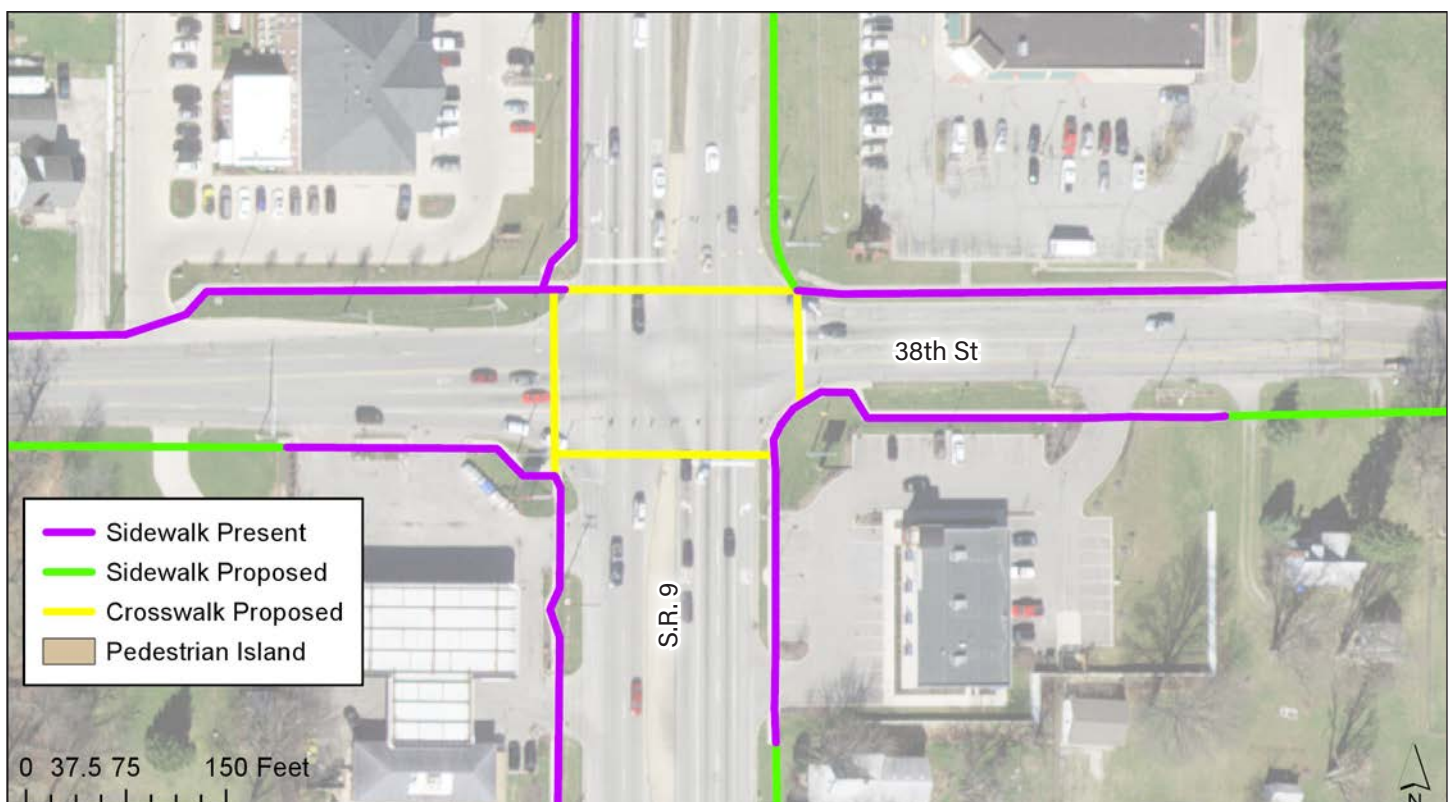 38th St
S.R. 9
Sidewalk Present
Sidewalk Proposed
Crosswalk Proposed
Pedestrian Island
0 37.5 75 150 Feet
N